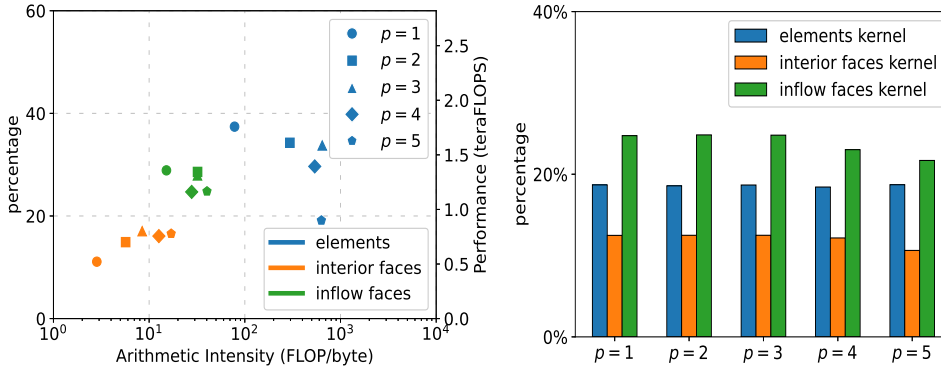 60
40
20
0
percentage
10^0
10^1
10^2
10^3
10^4
Arithmetic Intensity (FLOP/byte)
2.5
2.0
1.5
1.0
0.5
0.0
Performance (teraFLOPS)
p = 1
p = 2
p = 3
p = 4
p = 5
elements
interior faces
inflow faces
40%
20%
0%
percentage
elements kernel
interior faces kernel
inflow faces kernel
p = 1
p = 2
p = 3
p = 4
p = 5